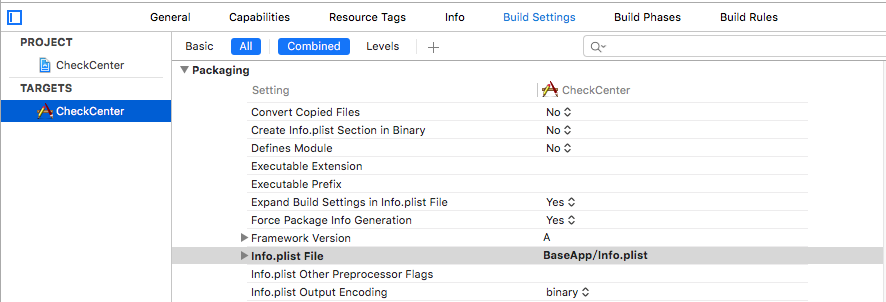 General Capabilities Resource Tags Info Build Settings Build Phases Build Rules
PROJECT
CheckCenter
TARGETS
CheckCenter
Basic All Combined Levels +
Packaging
Setting CheckCenter
Convert Copied Files No
Create Info.plist Section in Binary No
Defines Module No
Executable Extension
Executable Prefix
Expand Build Settings in Info.plist File Yes
Force Package Info Generation Yes
Framework Version A
Info.plist File BaseApp/Info.plist
Info.plist Other Preprocessor Flags
Info.plist Output Encoding binary